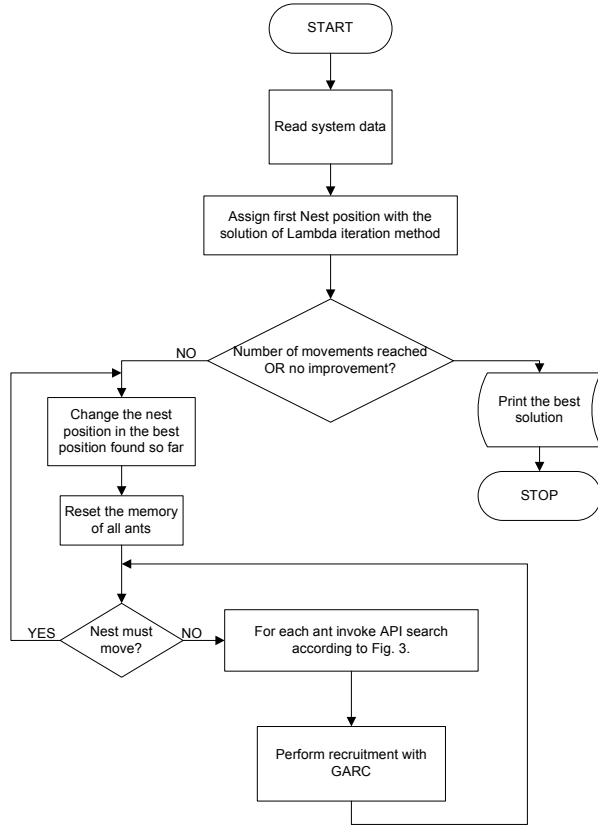 START
Read system data
Assign first Nest position with the
solution of Lambda iteration method
Number of movements reached
OR no improvement?
NO
Print the best
solution
STOP
Change the nest
position in the best
position found so far
Reset the memory
of all ants
Nest must
move?
YES
NO
For each ant invoke API search
according to Fig. 3.
Perform recruitment with
GARC